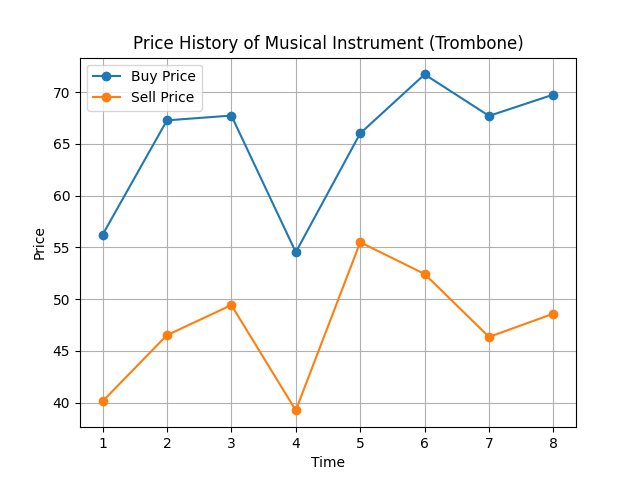 Price History of Musical Instrument (Trombone)
Buy Price
Sell Price
70
65
60
55
50
45
40
Price
1 2 3 4 5 6 7 8
Time